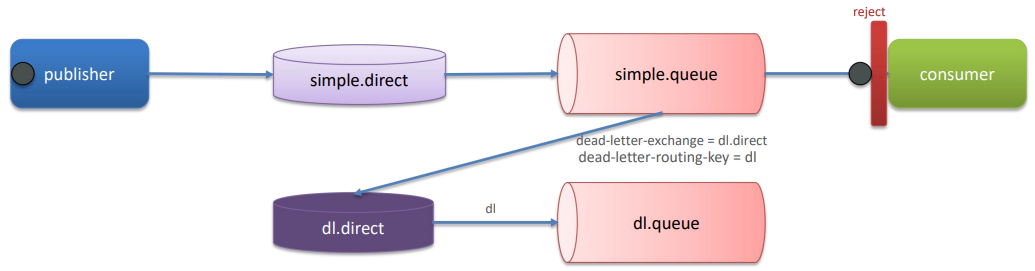 reject
publisher
simple.direct
simple.queue
consumer
dead-letter-exchange = dl.direct
dead-letter-routing-key = dl
dl.direct
dl
dl.queue